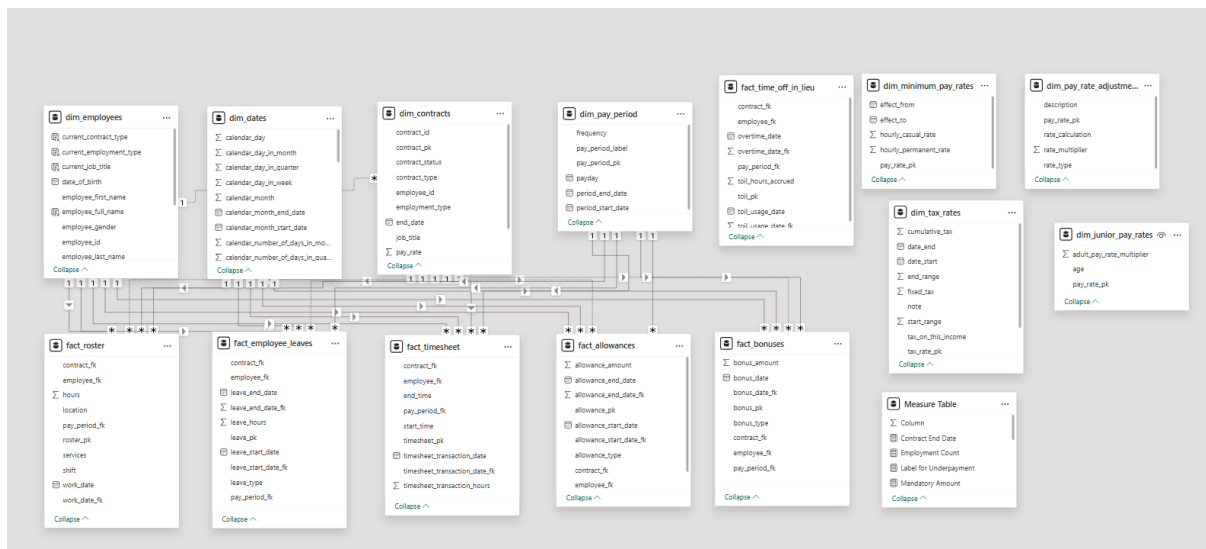 dim_employees
current_contract_type
current_employment_type
current_job_title
date_of_birth
employee_first_name
employee_full_name
employee_gender
employee_id
employee_last_name
Collapse
dim_dates
calendar_day
calendar_day_in_month
calendar_day_in_quarter
calendar_day_in_week
calendar_month
calendar_month_end_date
calendar_month_start_date
calendar_number_of_days_in_mo...
calendar_number_of_days_in_qua...
Collapse
dim_contracts
contract_id
contract_pk
contract_status
contract_type
employee_id
employment_type
end_date
job_title
pay_rate
Collapse
dim_pay_period
frequency
pay_period_label
pay_period_pk
payday
period_end_date
period_start_date
Collapse
fact_time_off_in_lieu
contract_fk
employee_fk
overtime_date
overtime_date_fk
pay_period_fk
toil_hours_accrued
toil_pk
toil_usage_date
toil_usage_date_fk
Collapse
dim_minimum_pay_rates
effect_from
effect_to
hourly_casual_rate
hourly_permanent_rate
pay_rate_pk
Collapse
dim_pay_rate_adjustme...
description
pay_rate_pk
rate_calculation
rate_multiplier
rate_type
Collapse
dim_tax_rates
cumulative_tax
date_end
date_start
end_range
fixed_tax
note
start_range
tax_on_this_income
tax_rate_pk
Collapse
dim_junior_pay_rates
adult_pay_rate_multiplier
age
pay_rate_pk
Collapse
fact_roster
contract_fk
employee_fk
hours
location
pay_period_fk
roster_pk
services
shift
work_date
work_date_fk
Collapse
fact_employee_leaves
contract_fk
employee_fk
leave_end_date
leave_end_date_fk
leave_hours
leave_pk
leave_start_date
leave_start_date_fk
leave_type
pay_period_fk
Collapse
fact_timesheet
contract_fk
employee_fk
end_time
pay_period_fk
start_time
timesheet_pk
timesheet_transaction_date
timesheet_transaction_date_fk
timesheet_transaction_hours
Collapse
fact_allowances
allowance_amount
allowance_end_date
allowance_end_date_fk
allowance_pk
allowance_start_date
allowance_start_date_fk
allowance_type
contract_fk
employee_fk
Collapse
fact_bonuses
bonus_amount
bonus_date
bonus_date_fk
bonus_pk
bonus_type
contract_fk
employee_fk
pay_period_fk
Collapse
Measure Table
Column
Contract End Date
Employment Count
Label for Underpayment
Mandatory Amount
Collapse